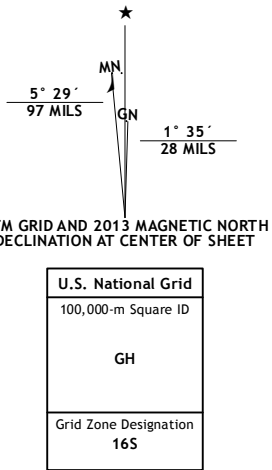 ★
MN.
5° 29´
97 MILS
GN
1° 35´
28 MILS
GRID AND 2013 MAGNETIC NORTH
DECLINATION AT CENTER OF SHEET
U.S. National Grid
100,000-m Square ID
GH
Grid Zone Designation
16S